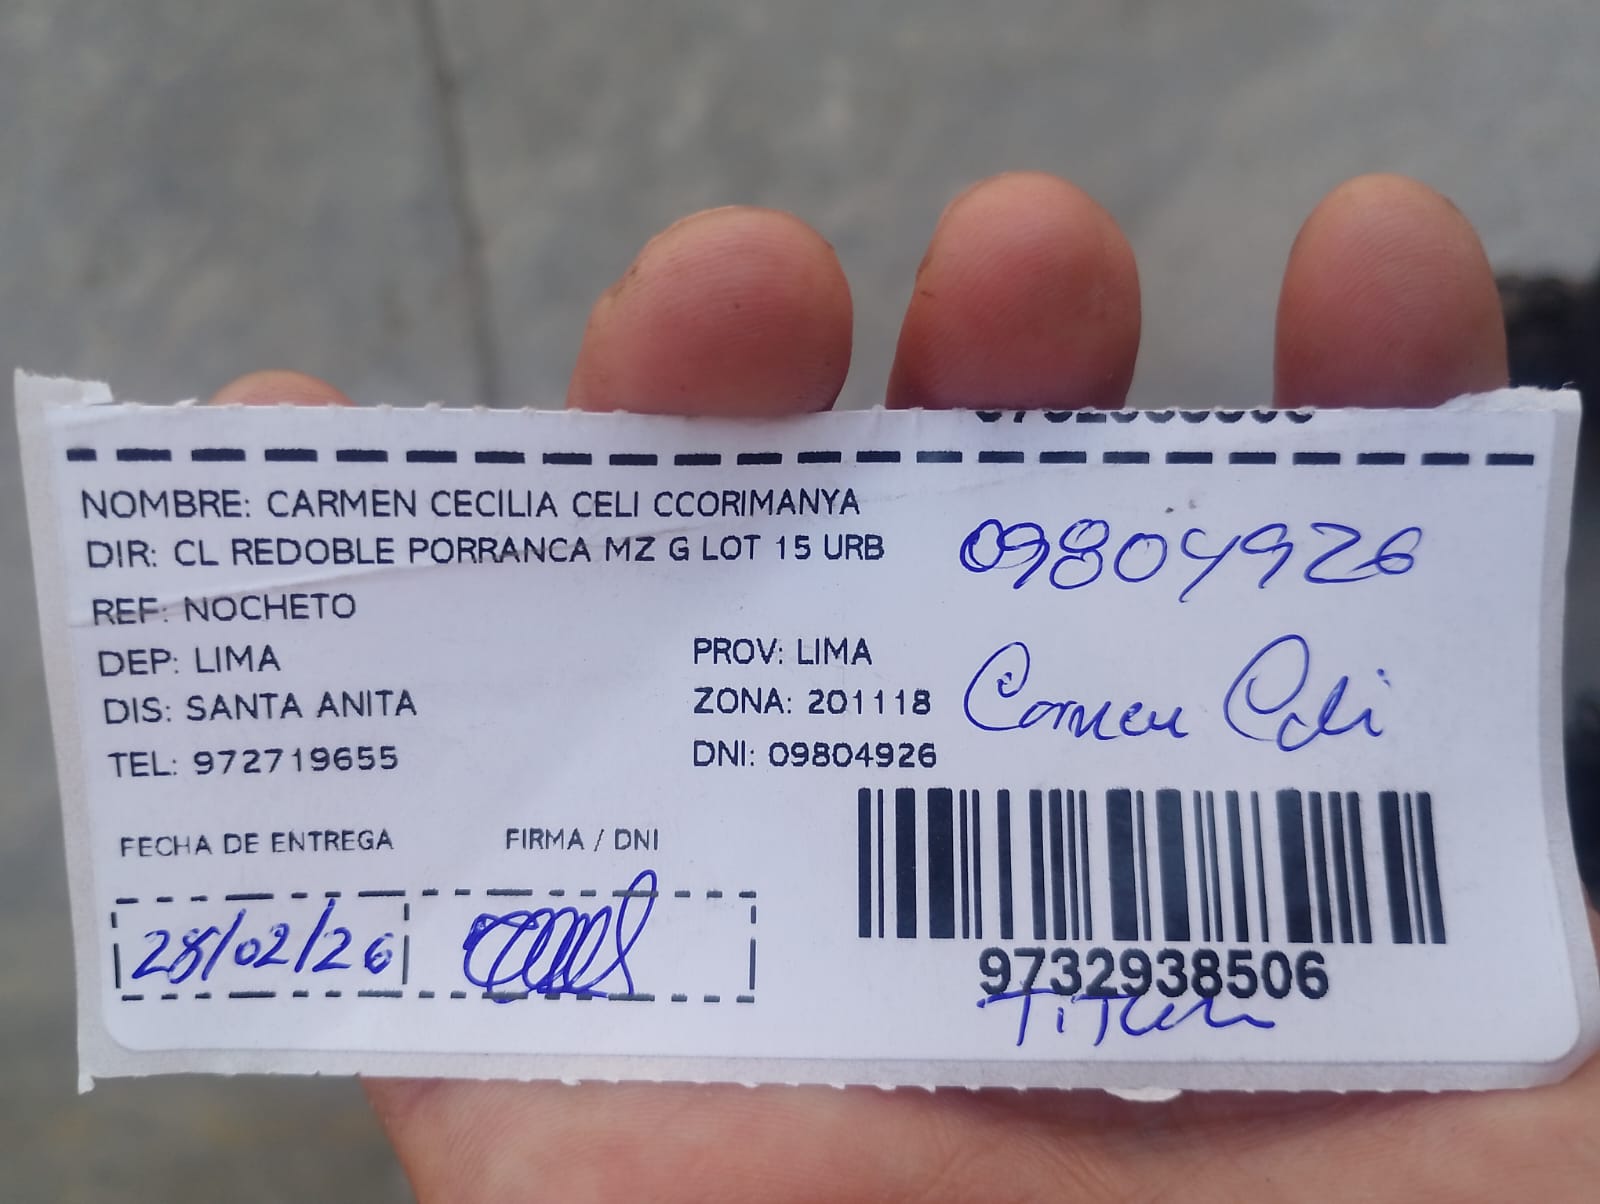 NOMBRE: CARMEN CECILIA CELI CCORIMANYA
DIR: CL REDOBLE PORRANCA MZ G LOT 15 URB
09804926
REF: NOCHETO
DEP: LIMA
PROV: LIMA
DIS: SANTA ANITA
ZONA: 201118
Carmen Celi
TEL: 972719655
DNI: 09804926
FECHA DE ENTREGA
FIRMA / DNI
28/02/26
9732938506